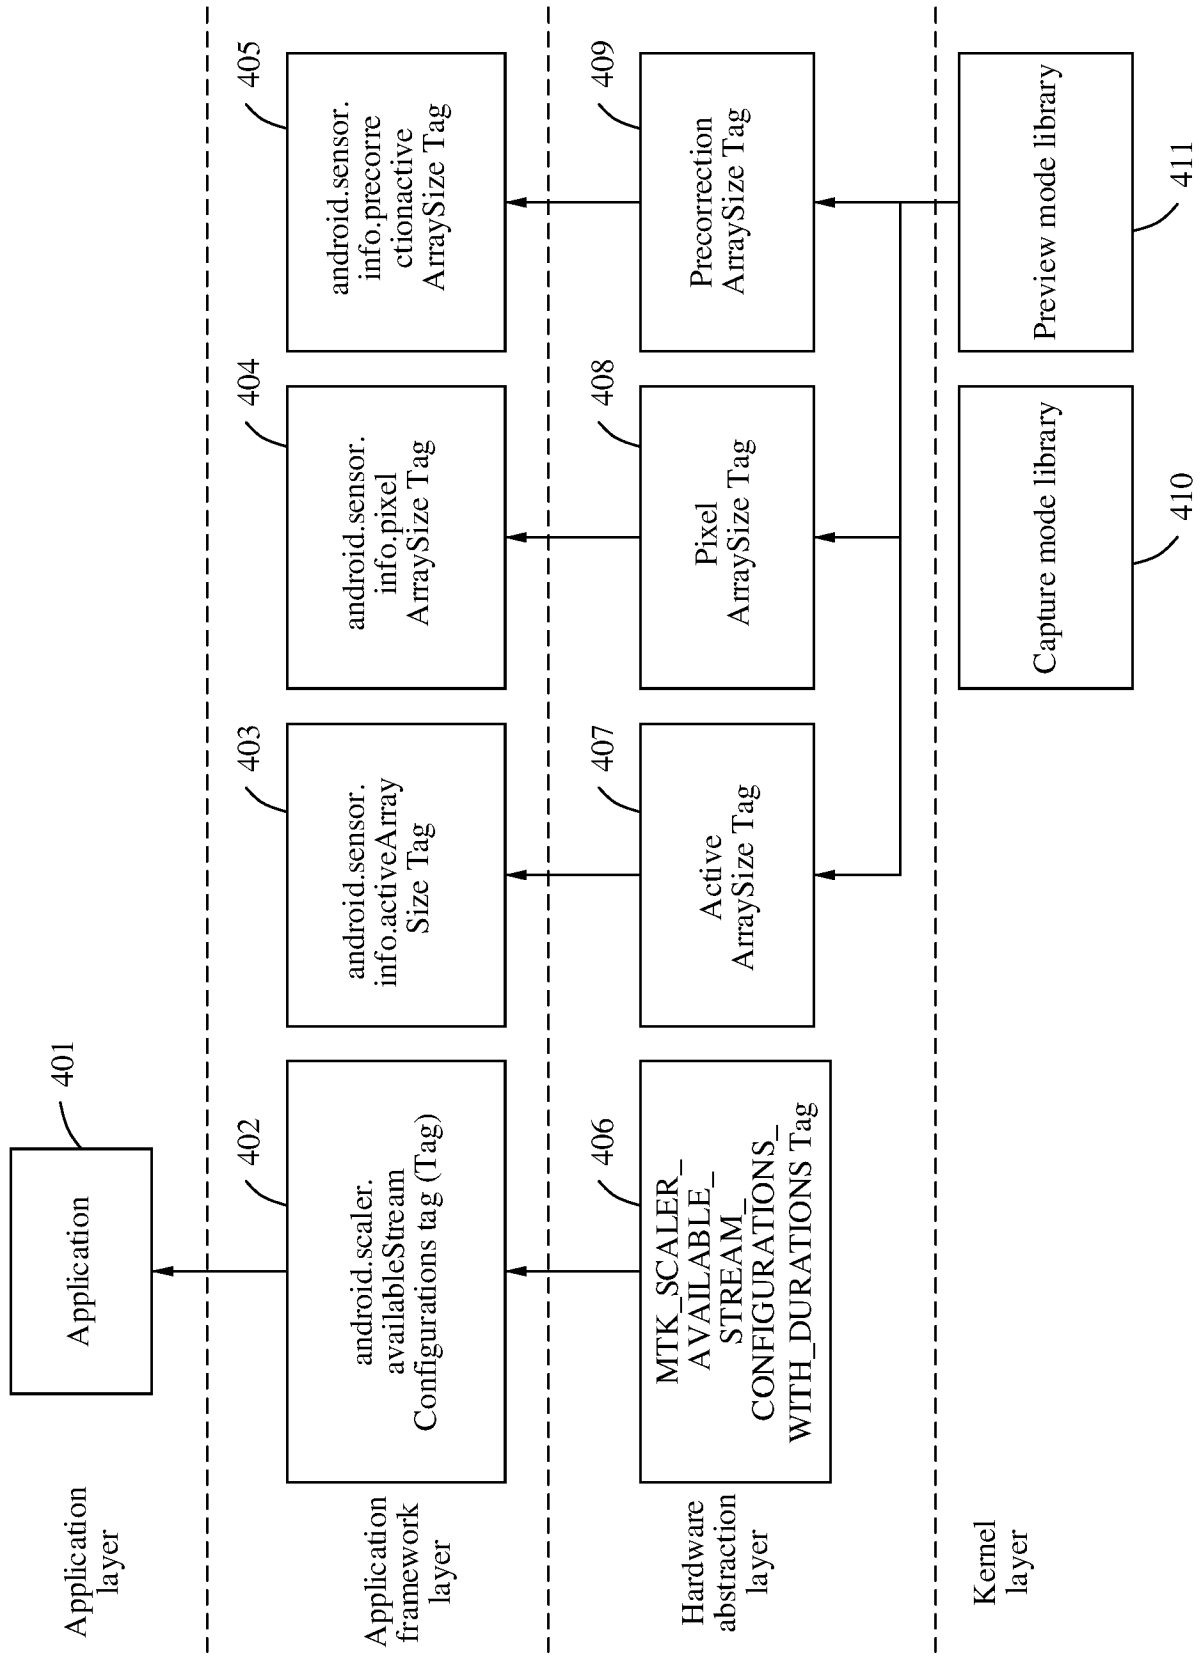 Application
layer
Application
401
Application
framework
layer
android.scaler.
availableStream
Configurations tag (Tag)
402
android.sensor.
info.activeArray
Size Tag
403
android.sensor.
info.pixel
ArraySize Tag
404
android.sensor.
info.precorre
ctionactive
ArraySize Tag
405
Hardware
abstraction
layer
MTK_SCALER_
AVAILABLE_
STREAM_
CONFIGURATIONS_
WITH_DURATIONS Tag
406
Active
ArraySize Tag
407
Pixel
ArraySize Tag
408
Precorrection
ArraySize Tag
409
Kernel
layer
Capture mode library
410
Preview mode library
411